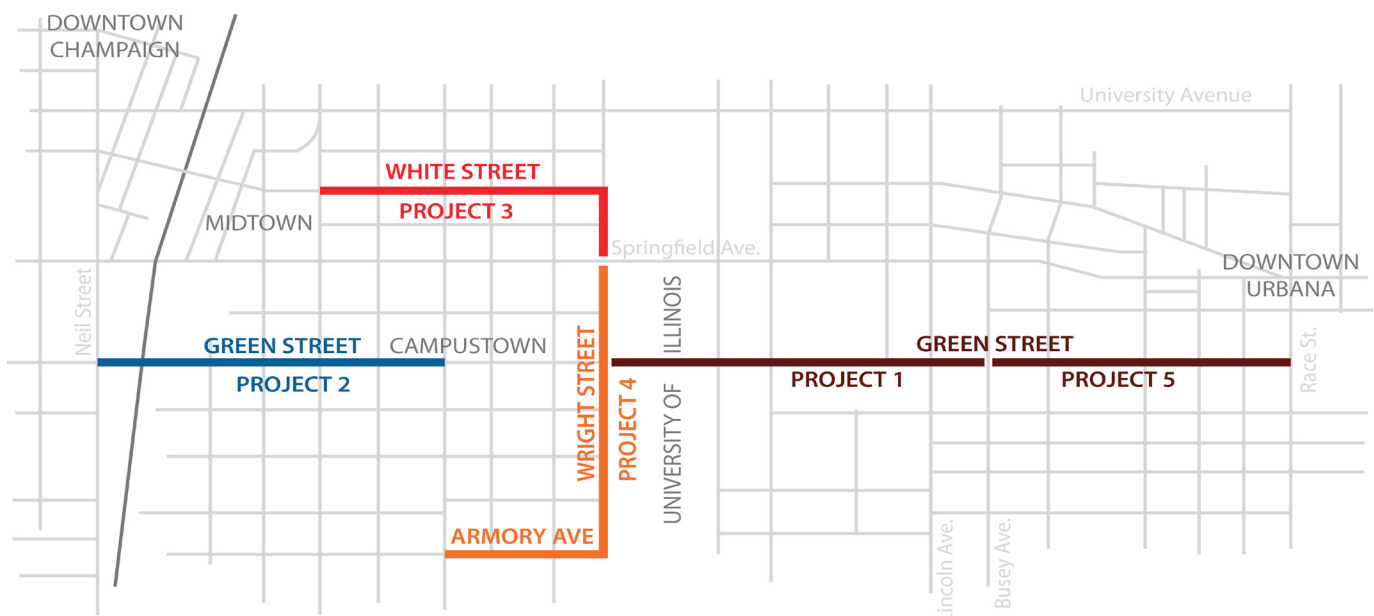 DOWNTOWN
CHAMPAIGN
University Avenue
WHITE STREET
PROJECT 3
MIDTOWN
Springfield Ave.
DOWNTOWN
URBANA
Neil Street
GREEN STREET
PROJECT 2
CAMPUSTOWN
WRIGHT STREET
PROJECT 4
UNIVERSITY OF ILLINOIS
GREEN STREET
PROJECT 1
PROJECT 5
Race St.
ARMORY AVE
Lincoln Ave.
Busey Ave.